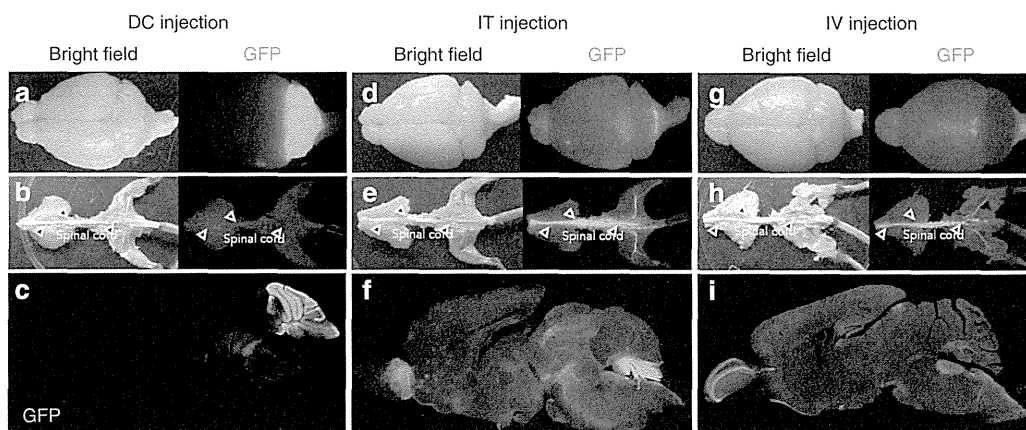 DC injection
IT injection
IV injection
Bright field
GFP
Bright field
GFP
Bright field
GFP
a
d
g
b
Spinal cord
Spinal cord
e
Spinal cord
Spinal cord
h
Spinal cord
Spinal cord
c
f
i
GFP